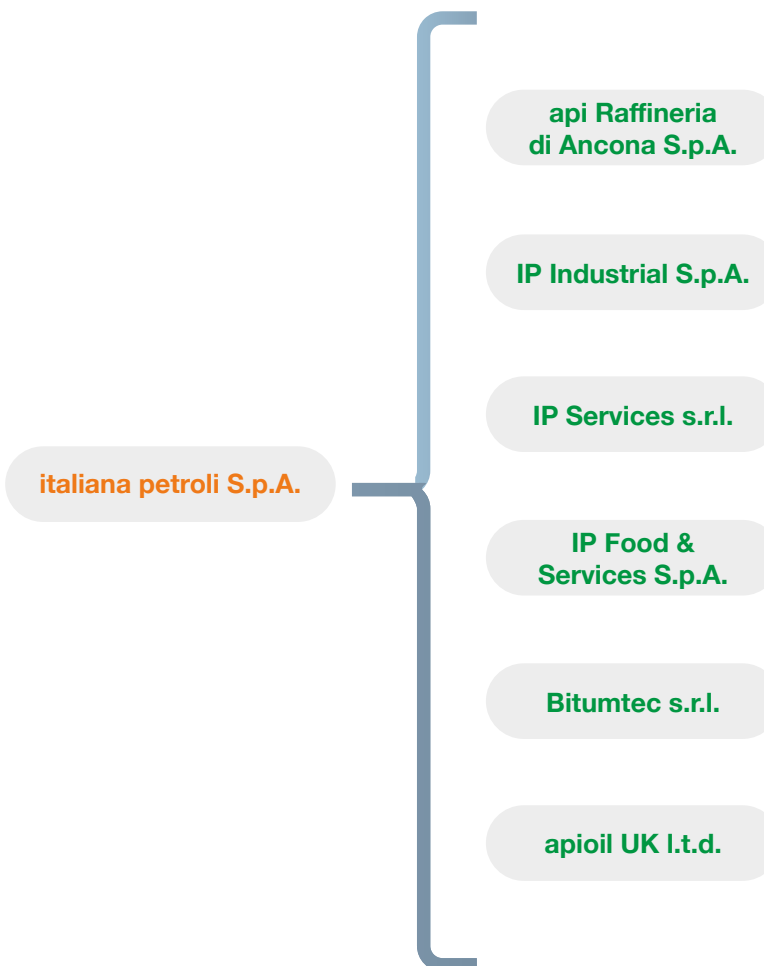 api Raffineria
di Ancona S.p.A.
IP Industrial S.p.A.
IP Services s.r.l.
italiana petroli S.p.A.
IP Food &
Services S.p.A.
Bitumtec s.r.l.
apioil UK l.t.d.